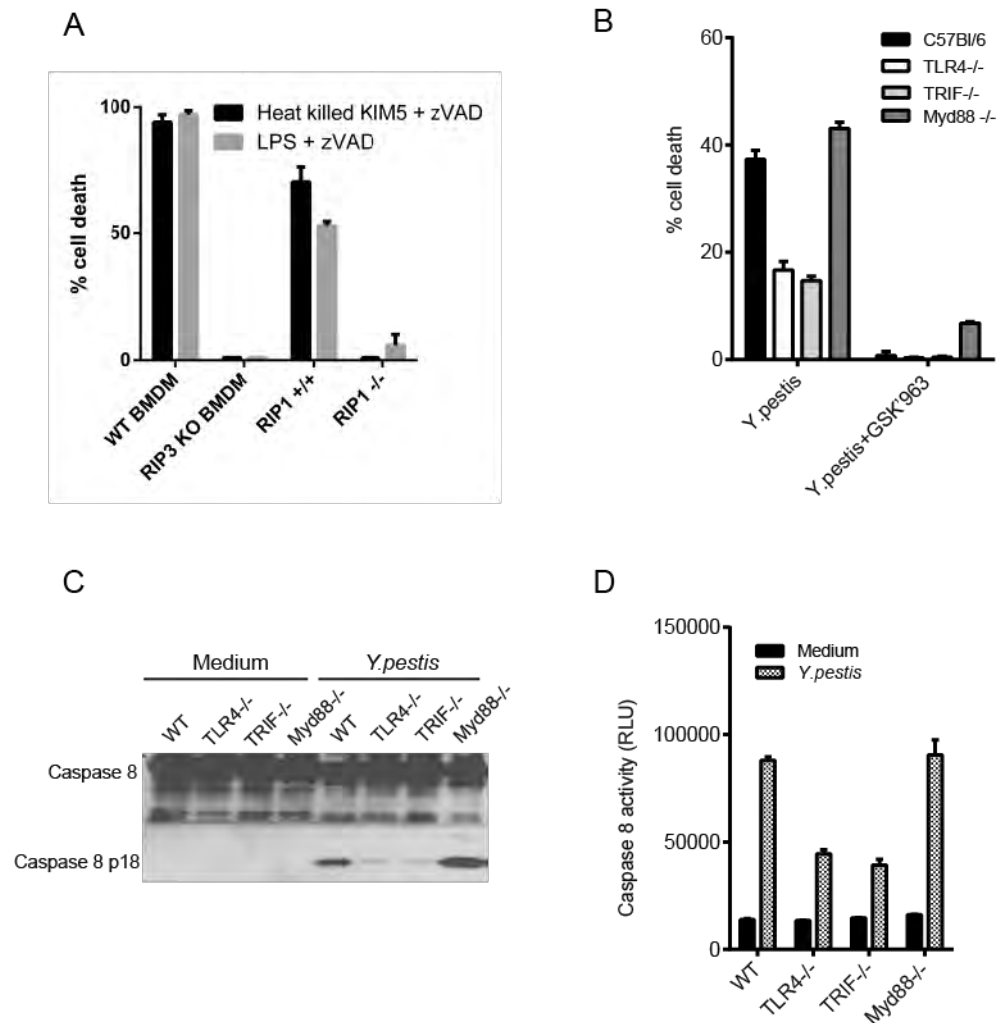 A
Heat killed KIM5 + zVAD
LPS + zVAD
% cell death
100
50
0
WT BMDM
RIP3 KO BMDM
RIP1 +/+
RIP1 -/-
B
C57Bl/6
TLR4-/-
TRIF-/-
Myd88 -/-
% cell death
60
40
20
0
Y.pestis
Y.pestis+GSK'963
C
Medium
Y.pestis
WT
TLR4-/-
TRIF-/-
Myd88-/-
WT
TLR4-/-
TRIF-/-
Myd88-/-
Caspase 8
Caspase 8 p18
D
Medium
Y.pestis
Caspase 8 activity (RLU)
150000
100000
50000
0
WT
TLR4-/-
TRIF-/-
Myd88-/-